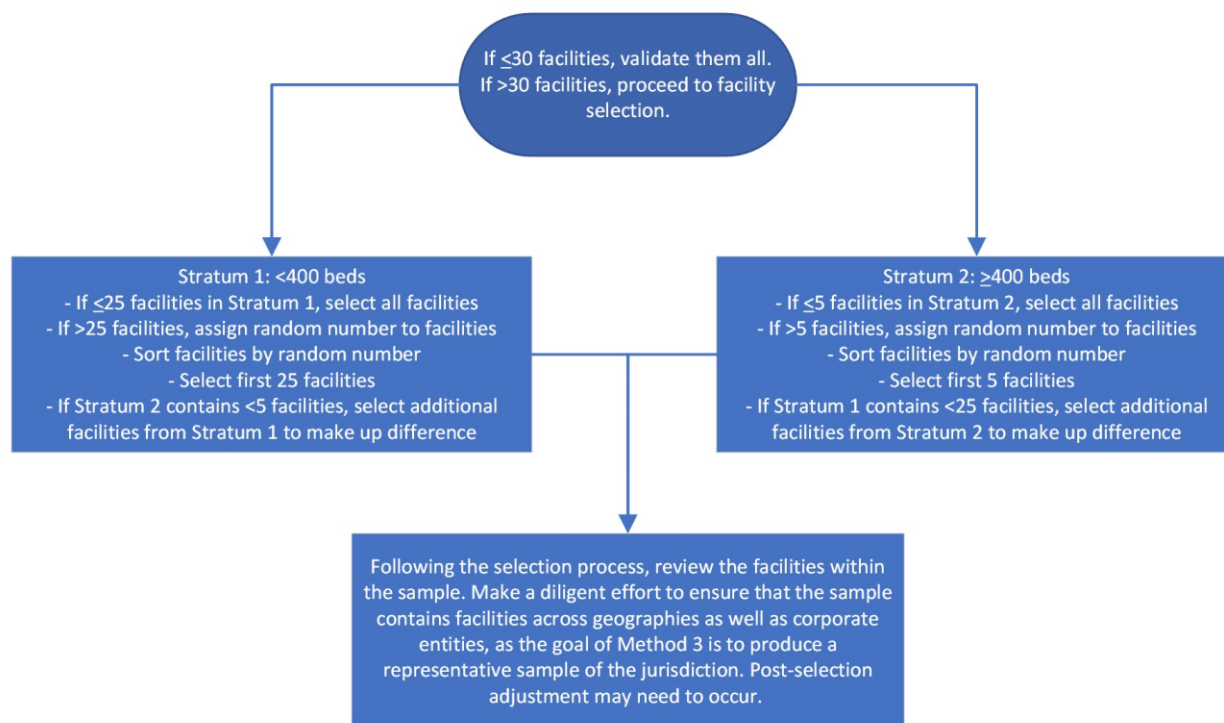 If ≤30 facilities, validate them all.
If >30 facilities, proceed to facility
selection.
Stratum 1: <400 beds
- If ≤25 facilities in Stratum 1, select all facilities
- If >25 facilities, assign random number to facilities
- Sort facilities by random number
- Select first 25 facilities
- If Stratum 2 contains <5 facilities, select additional
facilities from Stratum 1 to make up difference
Stratum 2: ≥400 beds
- If ≤5 facilities in Stratum 2, select all facilities
- If >5 facilities, assign random number to facilities
- Sort facilities by random number
- Select first 5 facilities
- If Stratum 1 contains <25 facilities, select additional
facilities from Stratum 2 to make up difference
Following the selection process, review the facilities within
the sample. Make a diligent effort to ensure that the sample
contains facilities across geographies as well as corporate
entities, as the goal of Method 3 is to produce a
representative sample of the jurisdiction. Post-selection
adjustment may need to occur.